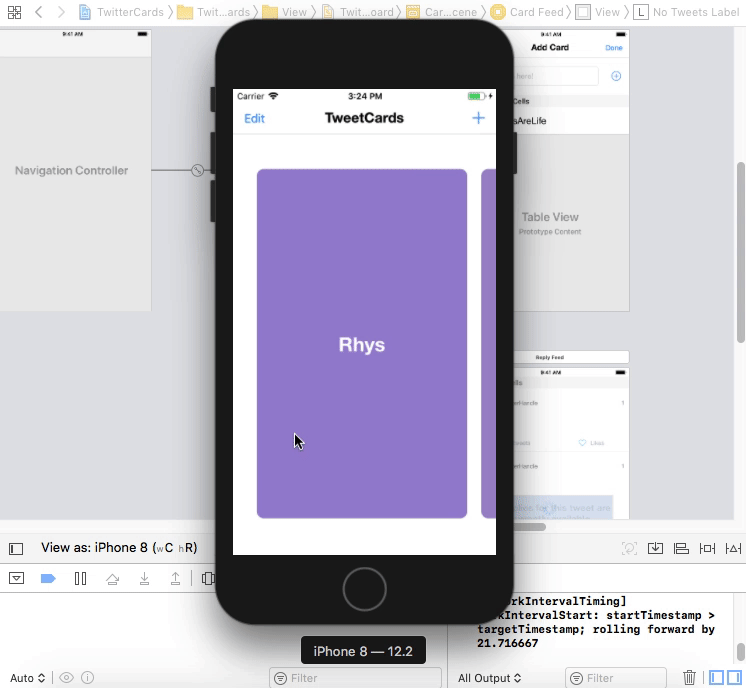 TwitterCards
Twit...ards
View
Twit...oard
Car...cene
Card Feed
View
L
No Tweets Label
9:41 AM
Navigation Controller
9:41 AM
Add Card
Done
here!
Cells
sAreLife
Table View
Prototype Content
Carrier
3:24 PM
Edit
TweetCards
+
Rhys
Reply Feed
9:41 AM
1
Likes
1
View as: iPhone 8 (wC hR)
iPhone 8 — 12.2
orkIntervalTiming]
rkIntervalStart: startTimestamp >
targetTimestamp; rolling forward by
21.716667
Auto
Filter
All Output
Filter